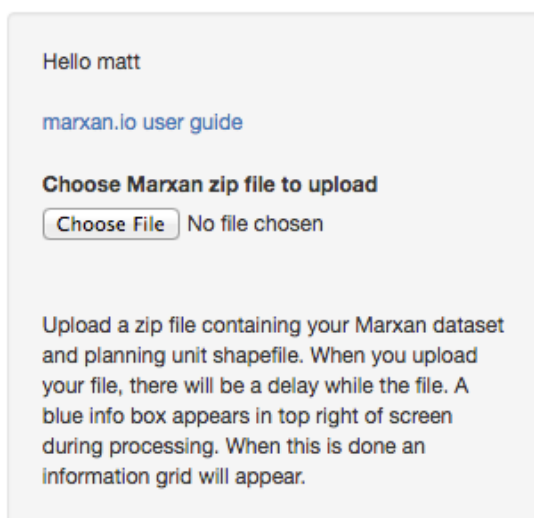 Hello matt
marxan.io user guide
Choose Marxan zip file to upload
Choose File No file chosen
Upload a zip file containing your Marxan dataset
and planning unit shapefile. When you upload
your file, there will be a delay while the file. A
blue info box appears in top right of screen
during processing. When this is done an
information grid will appear.